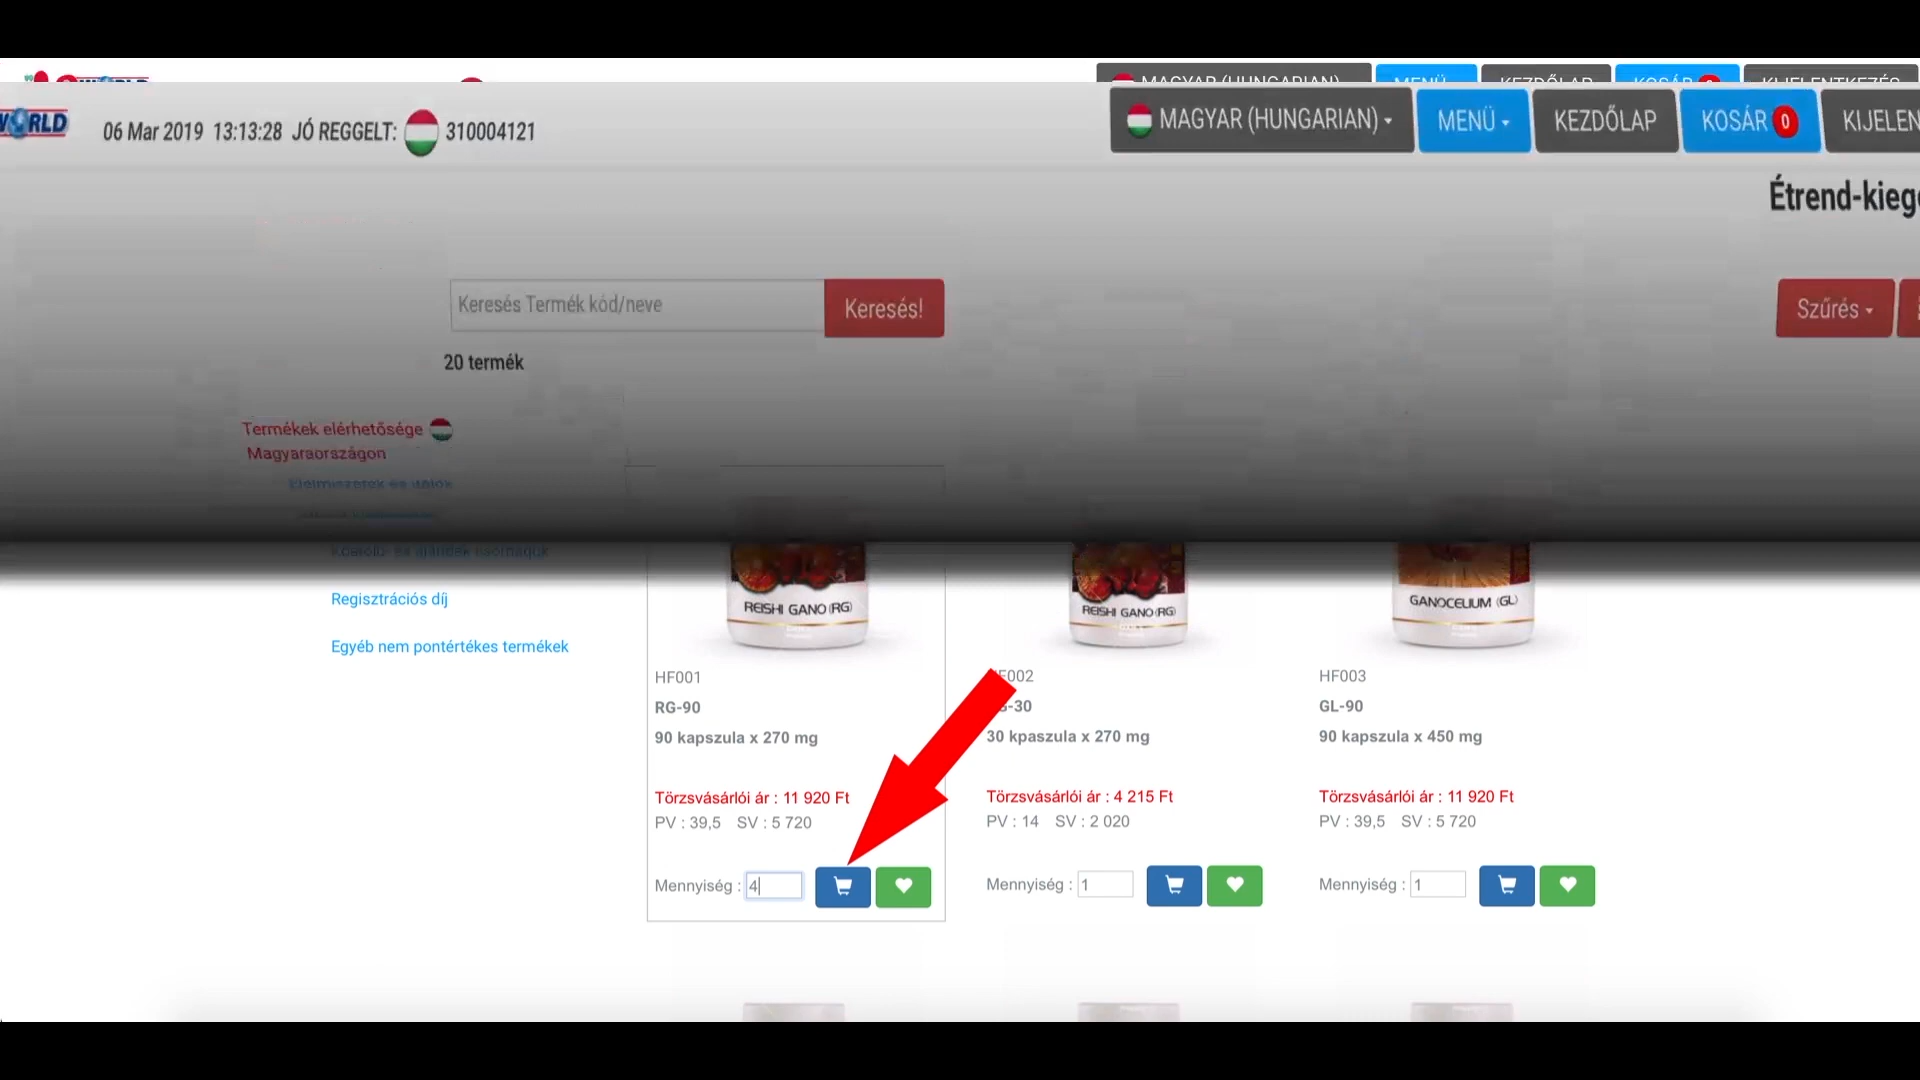 WORLD
06 Mar 2019 13:13:28 JÓ REGGELT: 310004121
MAGYAR (HUNGARIAN)
MENÜ
KEZDŐLAP
KOSÁR 0
KIJELEN
Étrend-kieg
Keresés Termék kód/neve
Keresés!
Szűrés
20 termék
Termékek elérhetősége
Magyaraországon
Regisztrációs díj
Egyéb nem pontértékes termékek
REISHI GANO (RG)
HF001
RG-90
90 kapszula x 270 mg
Törzsvásárlói ár : 11 920 Ft
PV : 39,5 SV : 5 720
Mennyiség : 4
REISHI GANO (RG)
F002
-30
30 kpaszula x 270 mg
Törzsvásárlói ár : 4 215 Ft
PV : 14 SV : 2 020
Mennyiség : 1
GANOCELIUM (GL)
HF003
GL-90
90 kapszula x 450 mg
Törzsvásárlói ár : 11 920 Ft
PV : 39,5 SV : 5 720
Mennyiség : 1